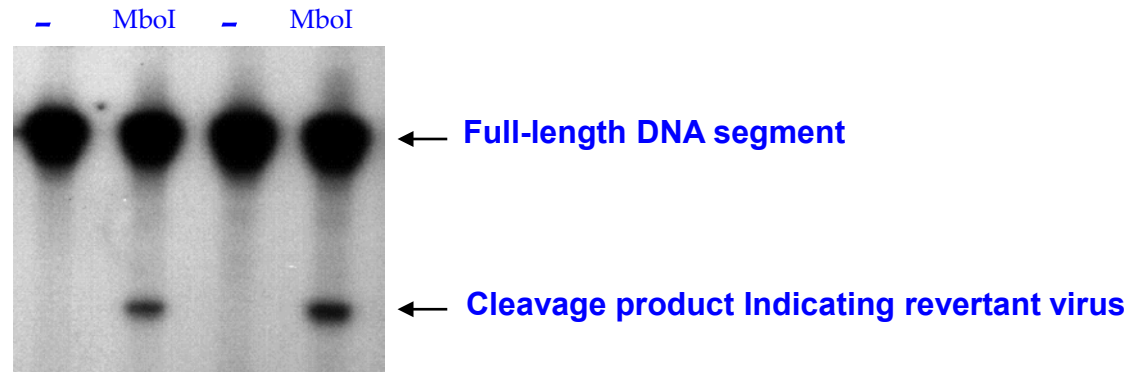 - MboI - MboI
Full-length DNA segment
Cleavage product Indicating revertant virus